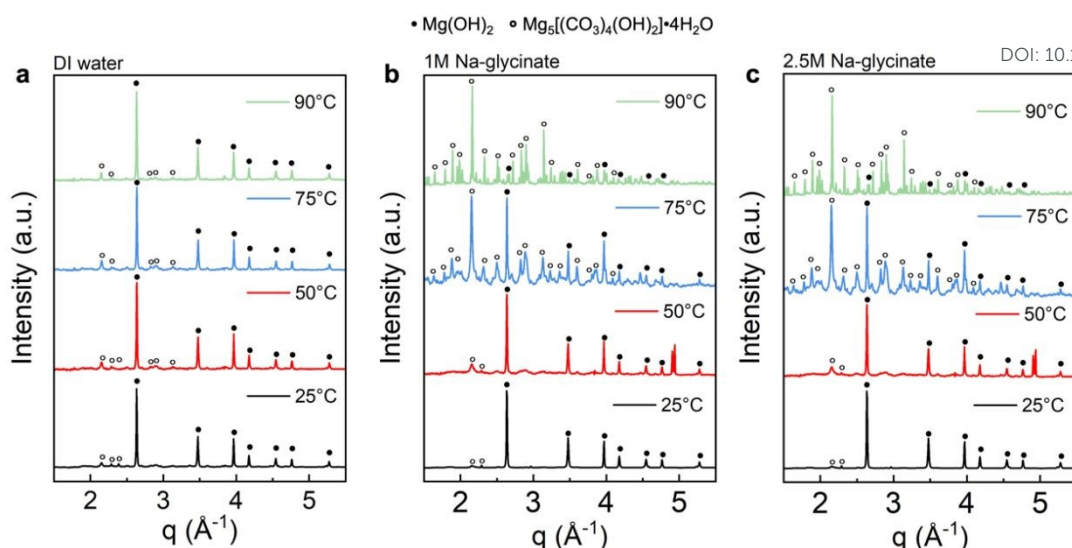 • Mg(OH)₂ ○ Mg₅[(CO₃)₄(OH)₂]•4H₂O
DOI: 10.1
a DI water
90°C
75°C
50°C
25°C
Intensity (a.u.)
2 3 4 5
q (Å⁻¹)
b 1M Na-glycinate
90°C
75°C
50°C
25°C
Intensity (a.u.)
2 3 4 5
q (Å⁻¹)
c 2.5M Na-glycinate
90°C
75°C
50°C
25°C
Intensity (a.u.)
2 3 4 5
q (Å⁻¹)